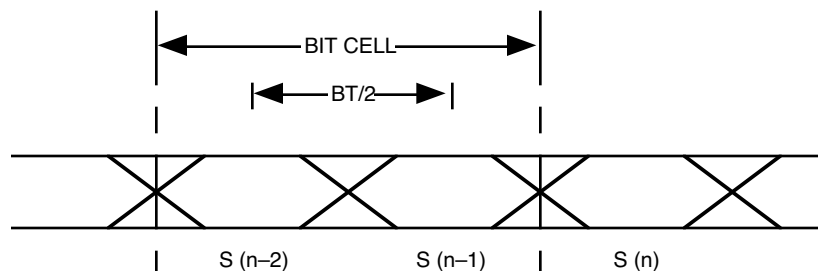 BIT CELL
BT/2
S (n–2) S (n–1) S (n)